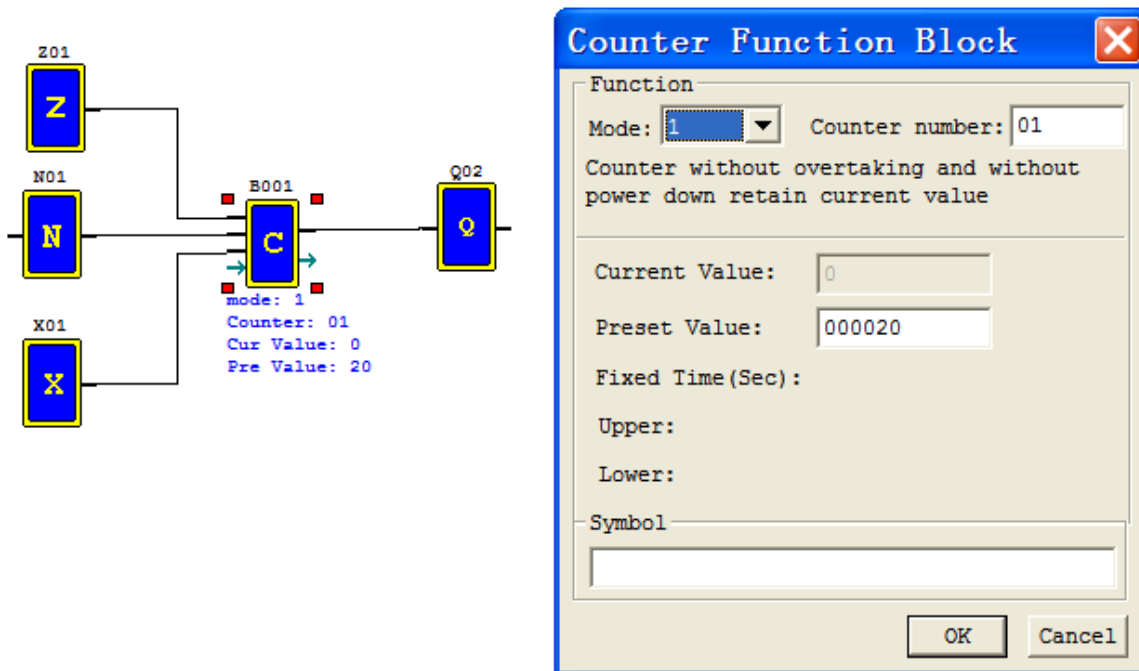 Z01
Z
N01
N
X01
X
B001
C
mode: 1
Counter: 01
Cur Value: 0
Pre Value: 20
Q02
Q
Counter Function Block
Function
Mode: 1 Counter number: 01
Counter without overtaking and without
power down retain current value
Current Value: 0
Preset Value: 000020
Fixed Time(Sec):
Upper:
Lower:
Symbol
OK Cancel